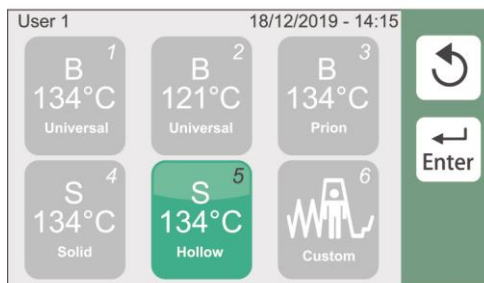 User 1
18/12/2019 - 14:15
1
B
134°C
Universal
2
B
121°C
Universal
3
B
134°C
Prion
4
S
134°C
Solid
5
S
134°C
Hollow
6
Custom
Enter